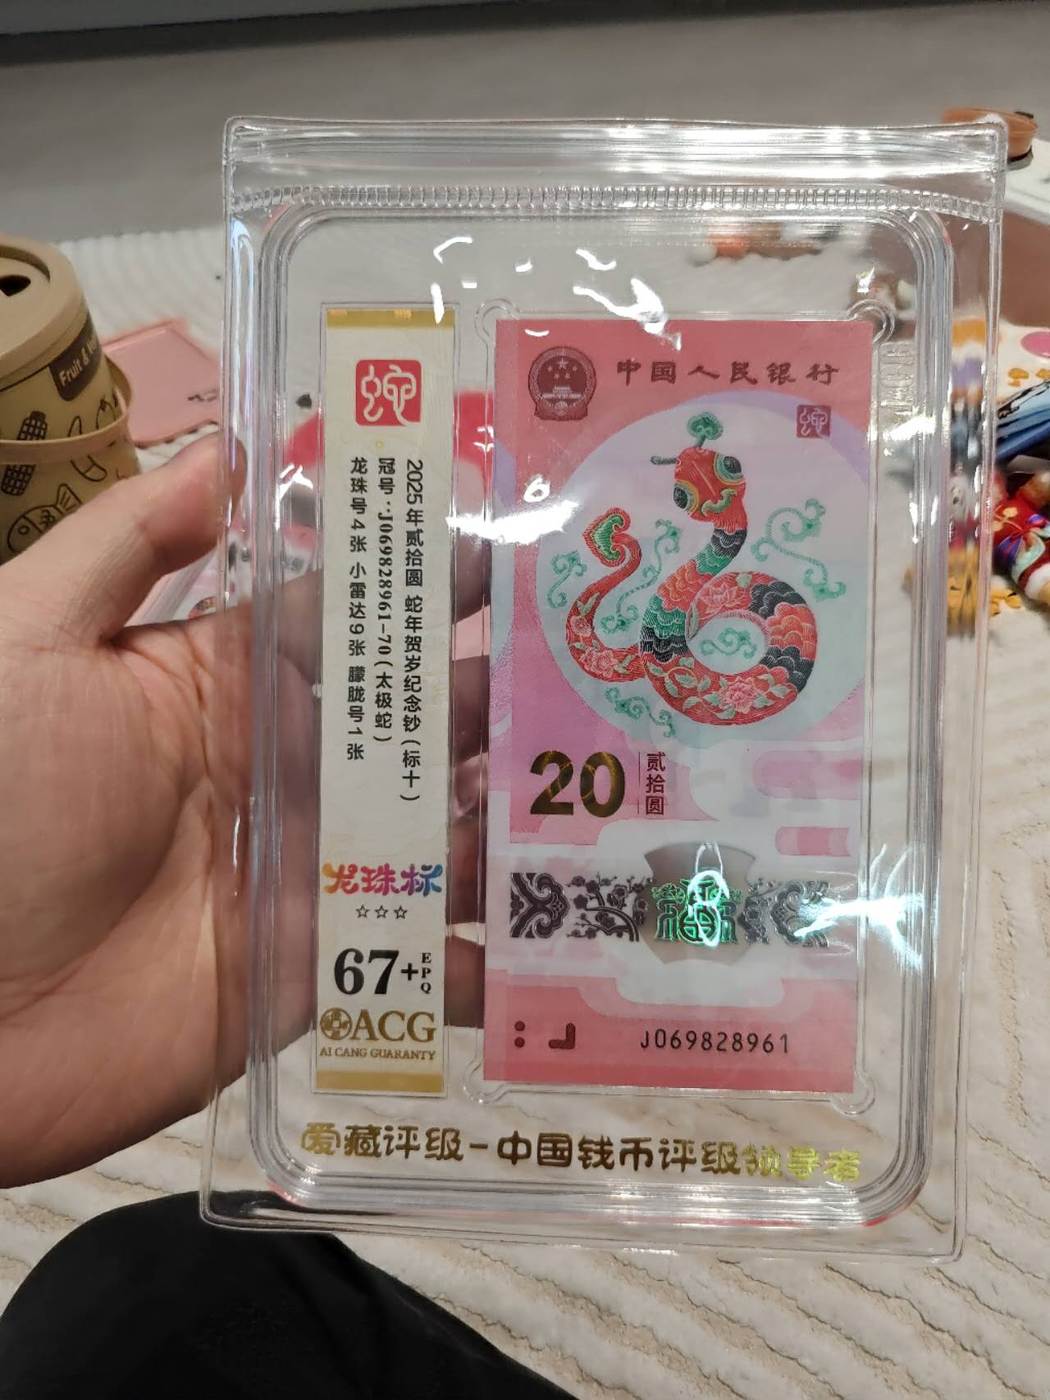 蛇
2025年贰拾圆 蛇年贺岁纪念钞(标十)
冠号:J069828961-70(太极蛇)
龙珠号4张 小雷达9张 朦胧号1张
龙珠标
☆☆☆
67+EPQ
ACG
AI CANG GUARANTY
中国人民银行
蛇
20 贰拾圆
福
J069828961
爱藏评级-中国钱币评级领导者
Fruit &